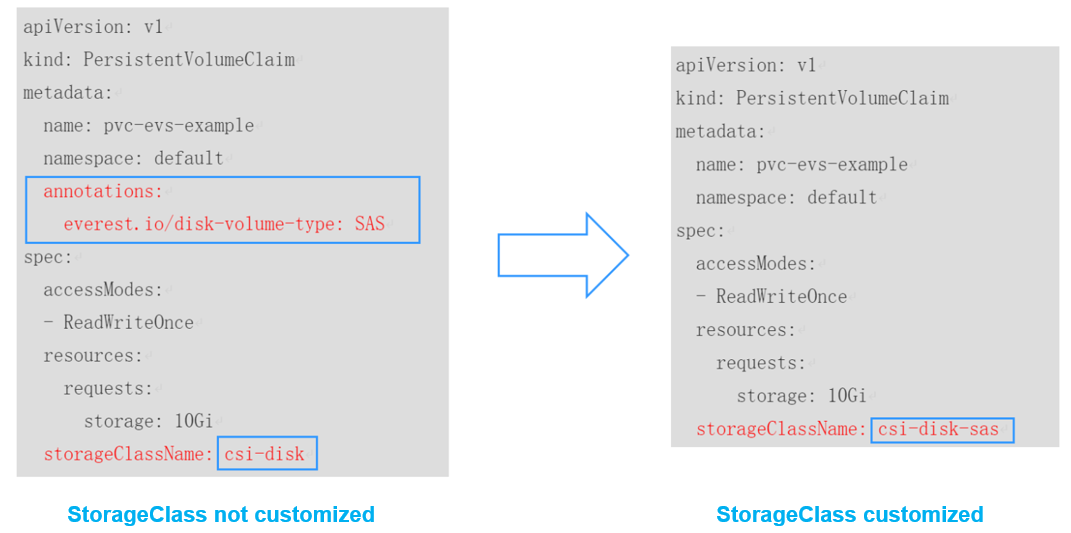 apiVersion: v1
kind: PersistentVolumeClaim
metadata:
  name: pvc-evs-example
  namespace: default
  annotations:
    everest.io/disk-volume-type: SAS
spec:
  accessModes:
  - ReadWriteOnce
  resources:
    requests:
      storage: 10Gi
  storageClassName: csi-disk
StorageClass not customized
apiVersion: v1
kind: PersistentVolumeClaim
metadata:
  name: pvc-evs-example
  namespace: default
spec:
  accessModes:
  - ReadWriteOnce
  resources:
    requests:
      storage: 10Gi
  storageClassName: csi-disk-sas
StorageClass customized